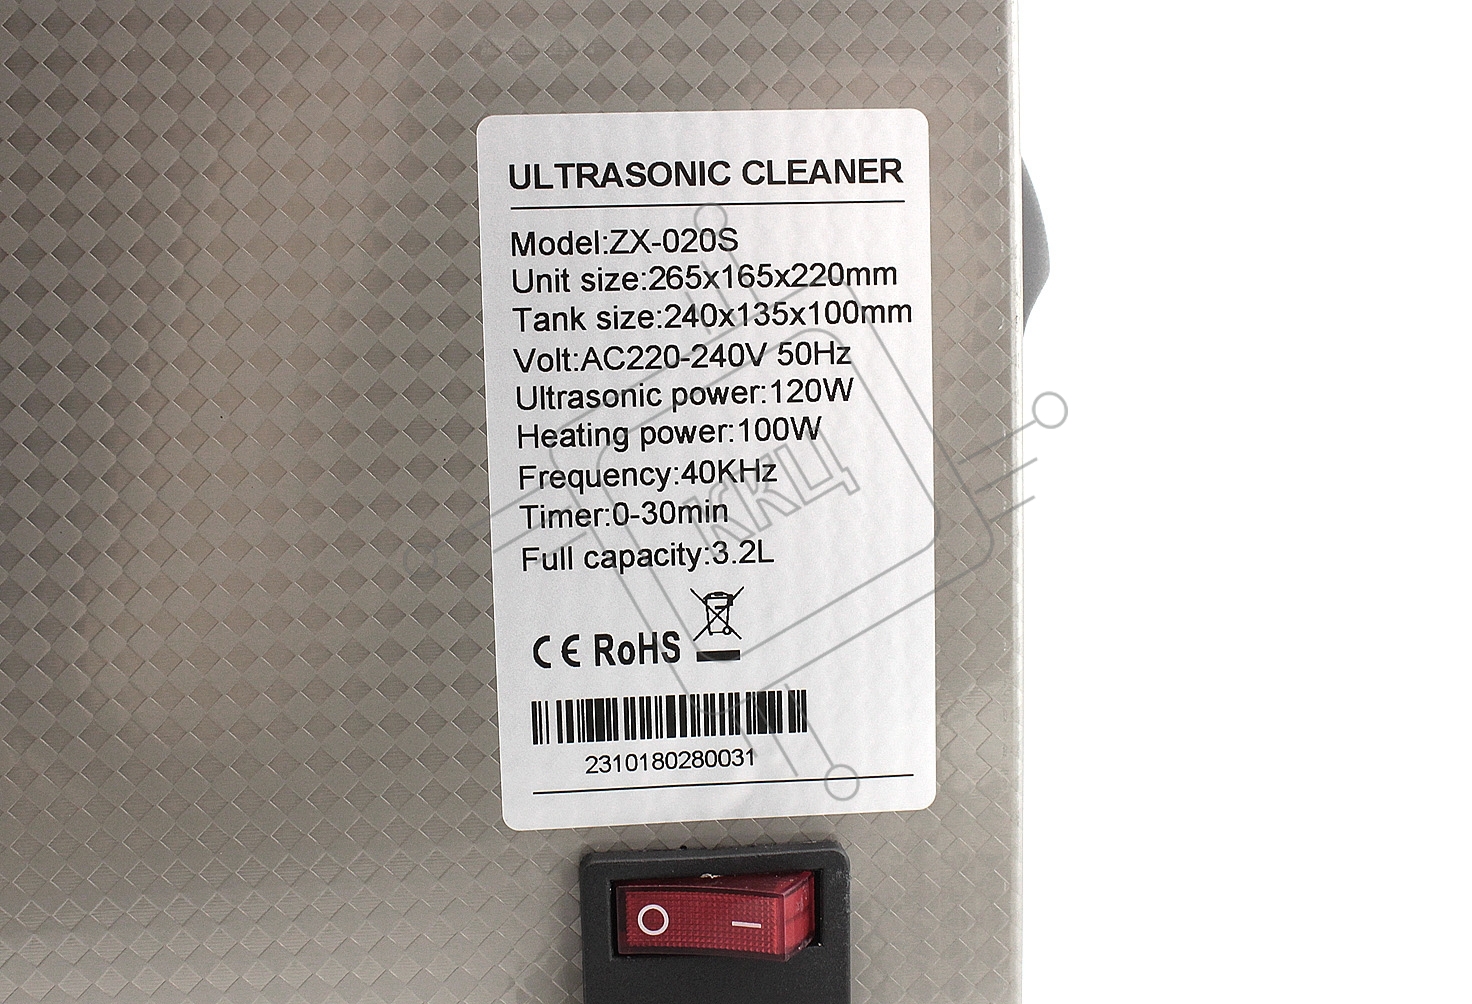 ULTRASONIC CLEANER
Model:ZX-020S
Unit size:265x165x220mm
Tank size:240x135x100mm
Volt:AC220-240V 50Hz
Ultrasonic power:120W
Heating power:100W
Frequency:40KHz
Timer:0-30min
Full capacity:3.2L
ККЦ
CE RoHS
2310180280031